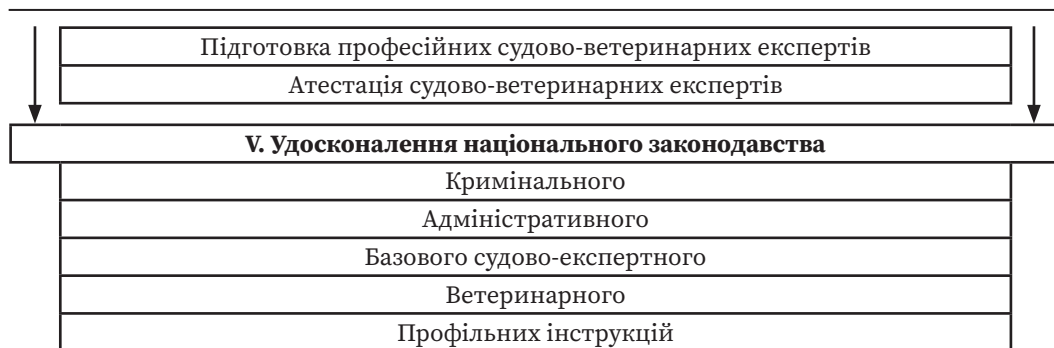 Підготовка професійних судово-ветеринарних експертів
Атестація судово-ветеринарних експертів
V. Удосконалення національного законодавства
Кримінального
Адміністративного
Базового судово-експертного
Ветеринарного
Профільних інструкцій